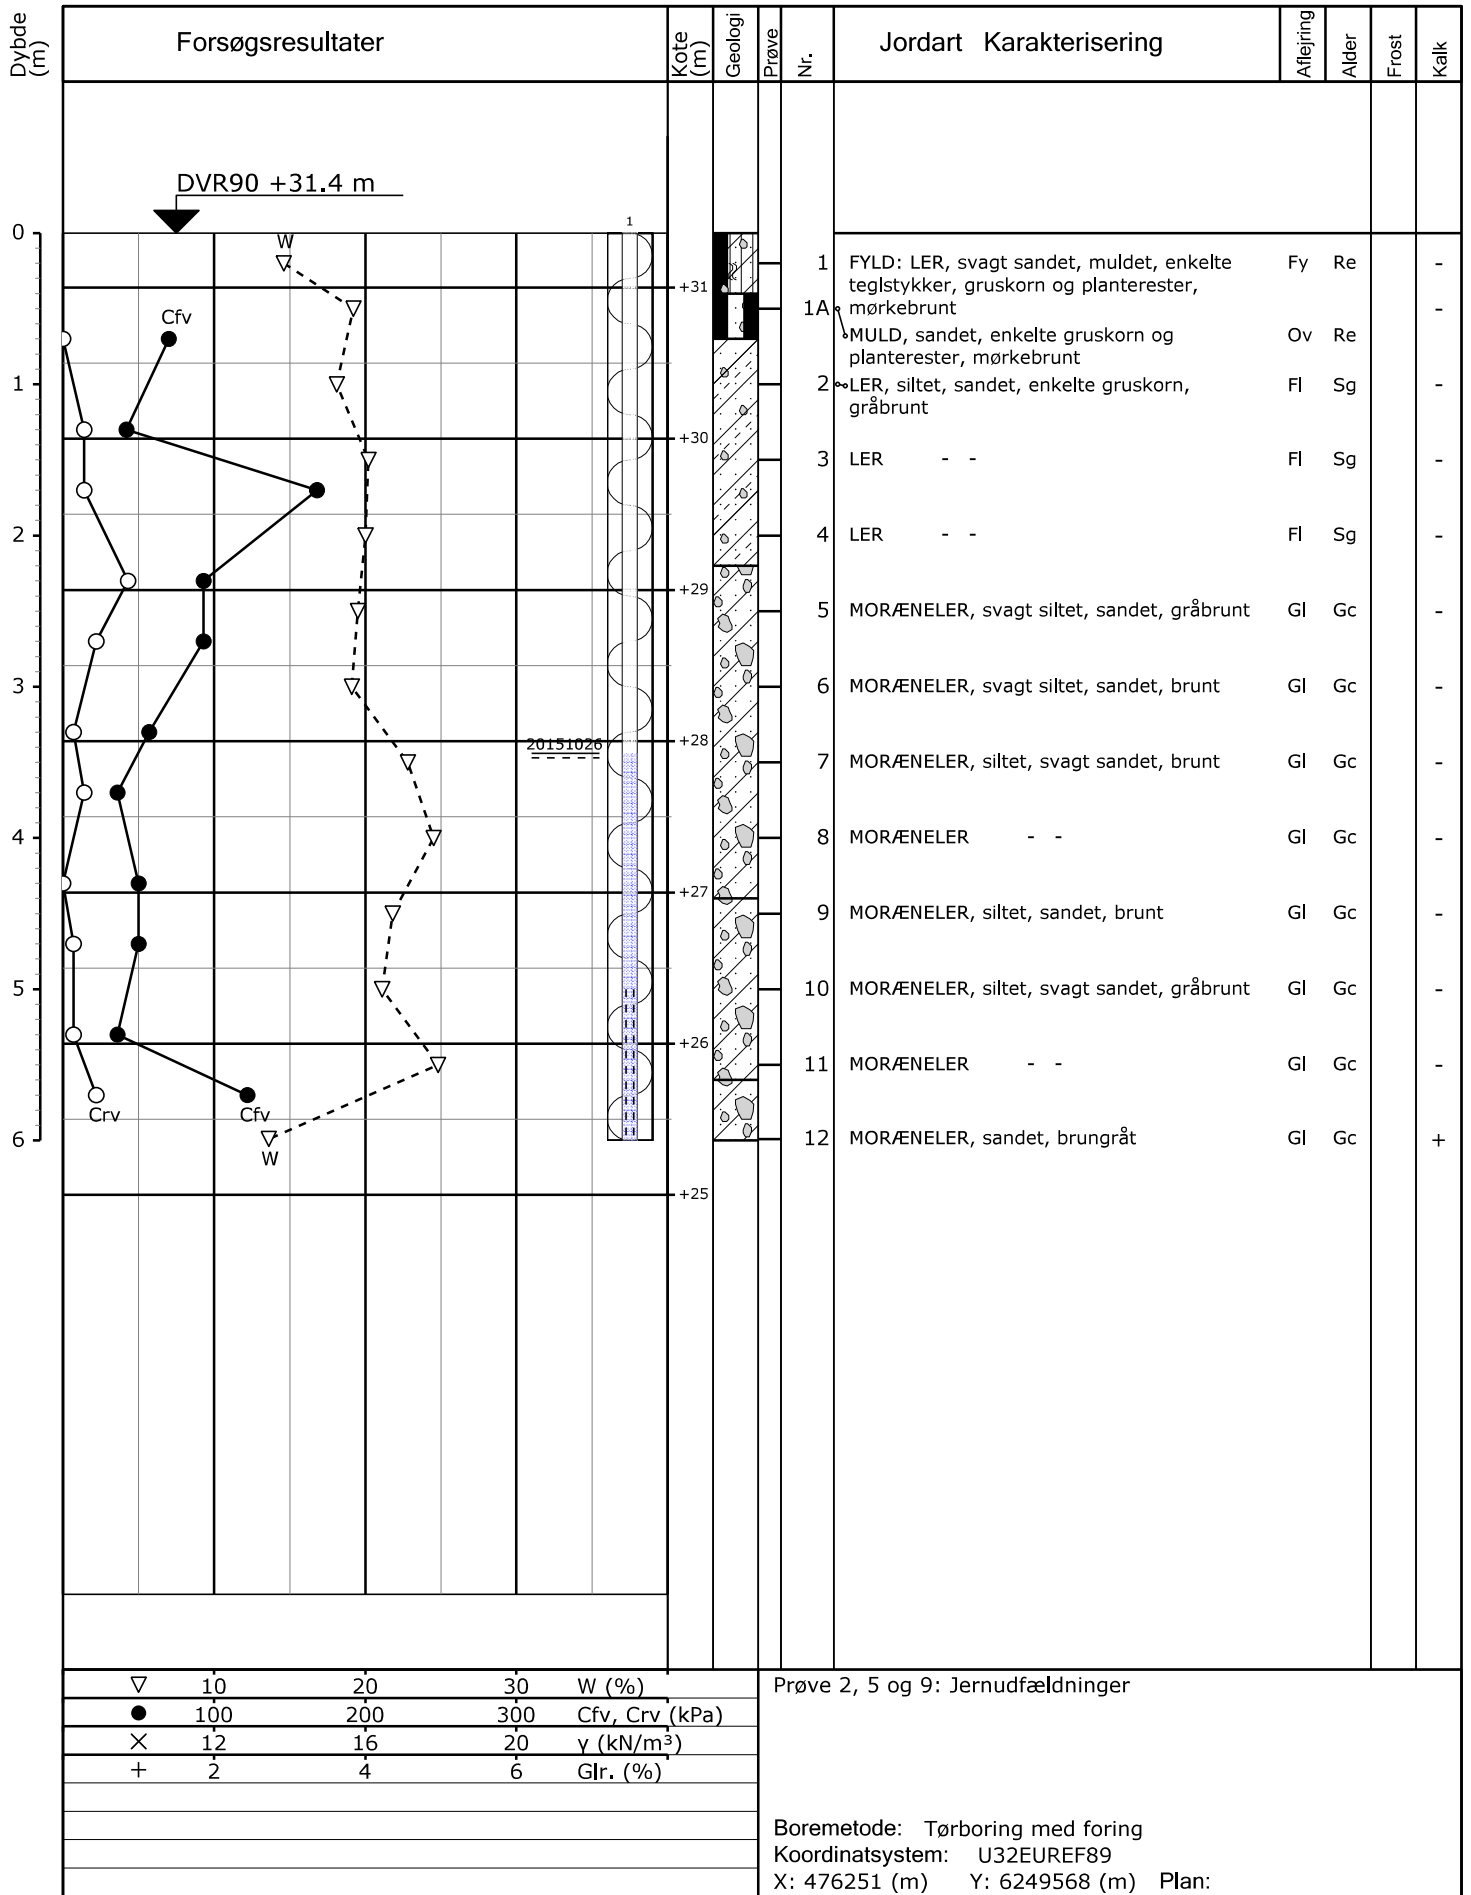 Dybde (m)
Forsøgsresultater
Kote (m)
Geologi
Prøve
Nr.
Jordart Karakterisering
Aflejring
Alder
Frost
Kalk
DVR90 +31.4 m
0
1
2
3
4
5
6
W
Cfv
Crv
Cfv
W
1
20151026
+31
+30
+29
+28
+27
+26
+25
1 FYLD: LER, svagt sandet, muldet, enkelte Fy Re -
teglstykker, gruskorn og planterester,
1A mørkebrunt -
MULD, sandet, enkelte gruskorn og Ov Re
planterester, mørkebrunt
2 LER, siltet, sandet, enkelte gruskorn, Fl Sg -
gråbrunt
3 LER - - Fl Sg -
4 LER - - Fl Sg -
5 MORÆNELER, svagt siltet, sandet, gråbrunt Gl Gc -
6 MORÆNELER, svagt siltet, sandet, brunt Gl Gc -
7 MORÆNELER, siltet, svagt sandet, brunt Gl Gc -
8 MORÆNELER - - Gl Gc -
9 MORÆNELER, siltet, sandet, brunt Gl Gc -
10 MORÆNELER, siltet, svagt sandet, gråbrunt Gl Gc -
11 MORÆNELER - - Gl Gc -
12 MORÆNELER, sandet, brungråt Gl Gc +
10 20 30 W (%)
100 200 300 Cfv, Crv (kPa)
12 16 20 γ (kN/m³)
+ 2 4 6 Glr. (%)
Prøve 2, 5 og 9: Jernudfældninger
Boremetode: Tørboring med foring
Koordinatsystem: U32EUREF89
X: 476251 (m) Y: 6249568 (m) Plan: